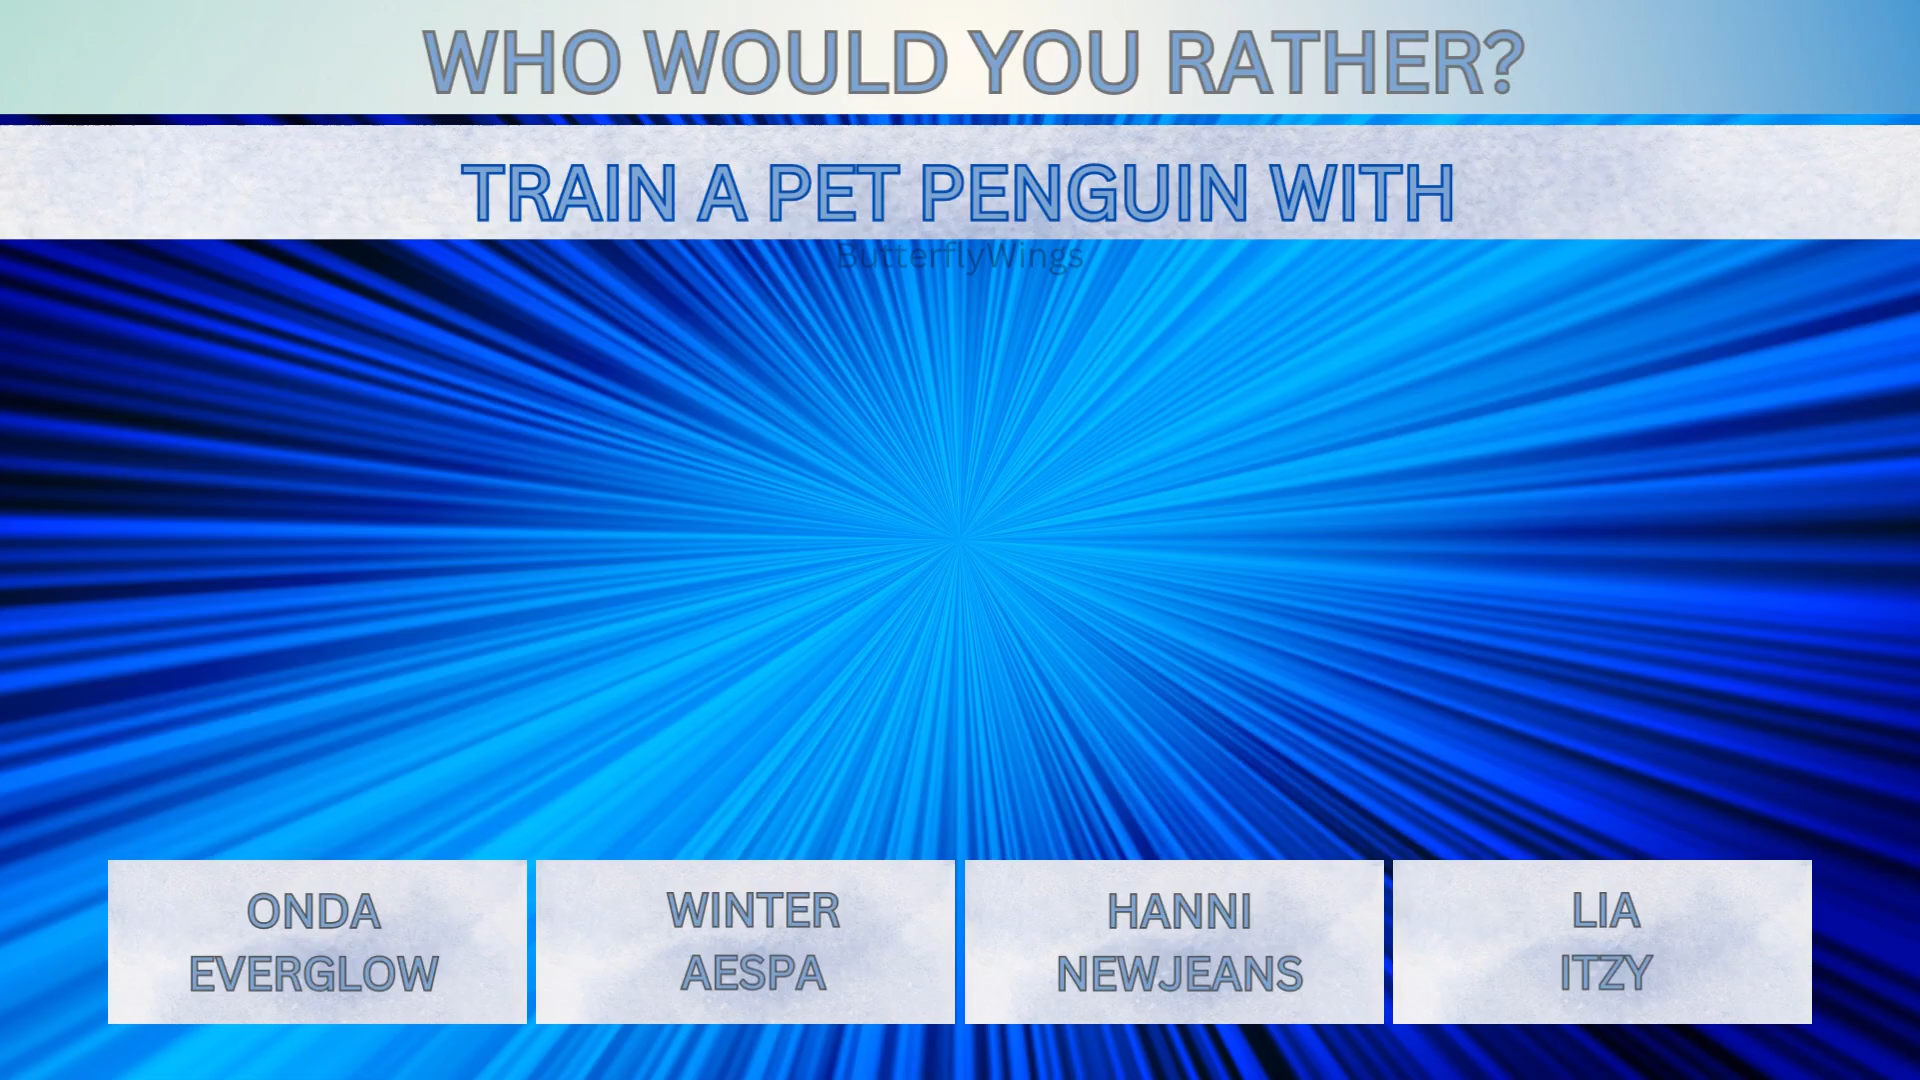 WHO WOULD YOU RATHER?
TRAIN A PET PENGUIN WITH
ButterflyWings
ONDA
EVERGLOW
WINTER
AESPA
HANNI
NEWJEANS
LIA
ITZY